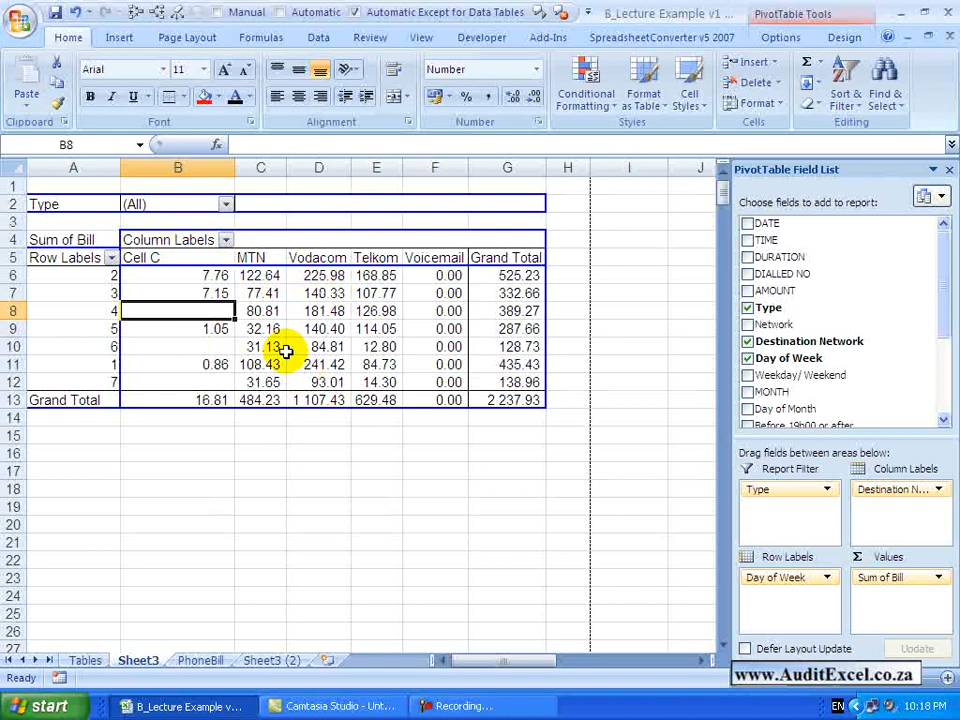 Manual Automatic Automatic Except for Data Tables B_Lecture Example v1 ... PivotTable Tools
Home Insert Page Layout Formulas Data Review View Developer Add-Ins SpreadsheetConverter v5 2007 Options Design
Paste Arial 11 Number Conditional Formatting Format as Table Cell Styles Insert Delete Format Sort & Filter Find & Select
Clipboard Font Alignment Number Styles Cells Editing
B8 fx
A B C D E F G H I J
1
2 Type (All)
3
4 Sum of Bill Column Labels
5 Row Labels Cell C MTN Vodacom Telkom Voicemail Grand Total
6 2 7.76 122.64 225.98 168.85 0.00 525.23
7 3 7.15 77.41 140.33 107.77 0.00 332.66
8 4 80.81 181.48 126.98 0.00 389.27
9 5 1.05 32.16 140.40 114.05 0.00 287.66
10 6 31.13 84.81 12.80 0.00 128.73
11 1 0.86 108.43 241.42 84.73 0.00 435.43
12 7 31.65 93.01 14.30 0.00 138.96
13 Grand Total 16.81 484.23 1 107.43 629.48 0.00 2 237.93
14
15
16
17
18
19
20
21
22
23
24
25
26
27
PivotTable Field List
Choose fields to add to report:
DATE
TIME
DURATION
DIALLED NO
AMOUNT
Type
Network
Destination Network
Day of Week
Weekday/ Weekend
MONTH
Day of Month
Before 19h00 or after
Drag fields between areas below:
Report Filter Column Labels
Type Destination N...
Row Labels Σ Values
Day of Week Sum of Bill
Defer Layout Update Update
Tables Sheet3 PhoneBill Sheet3 (2)
Ready
www.AuditExcel.co.za
start B_Lecture Example v... Camtasia Studio - Unt... Recording... EN 10:18 PM